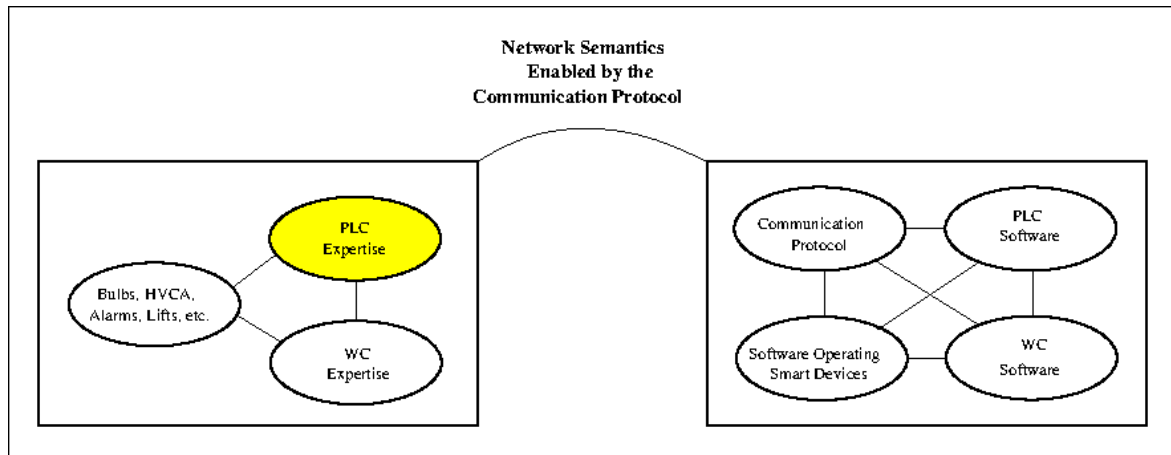 Network Semantics
Enabled by the
Communication Protocol
PLC
Expertise
Bulbs, HVCA,
Alarms, Lifts, etc.
WC
Expertise
Communication
Protocol
PLC
Software
Software Operating
Smart Devices
WC
Software